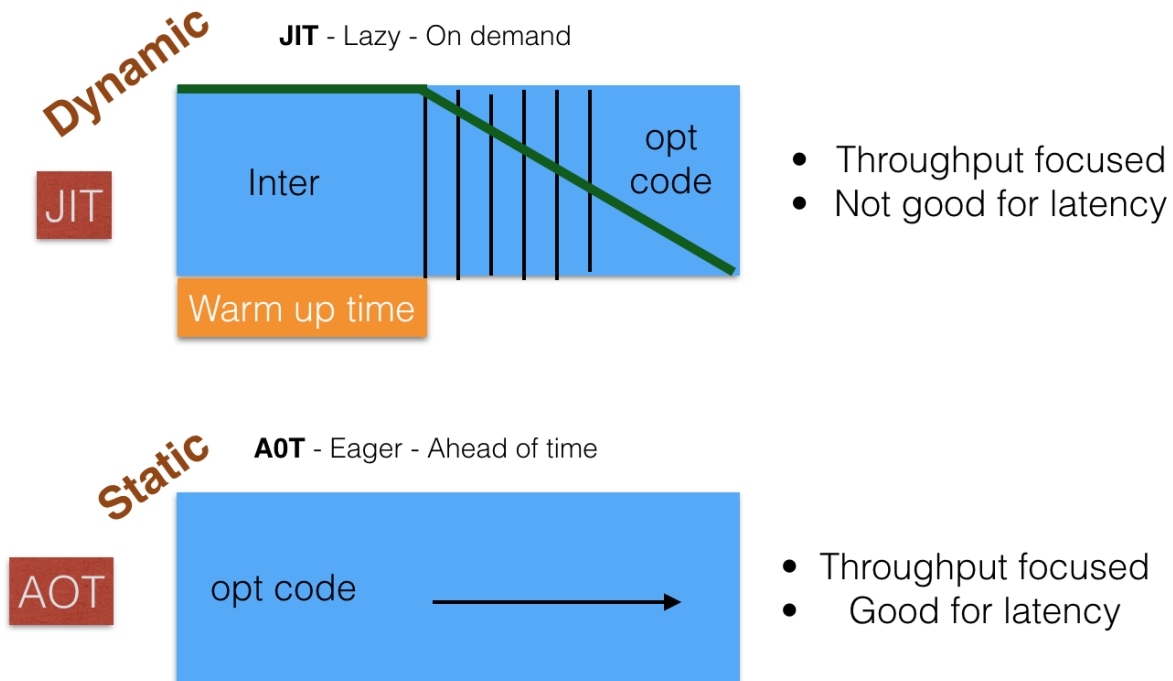 Dynamic
JIT - Lazy - On demand
JIT
Inter
opt
code
Warm up time
• Throughput focused
• Not good for latency
Static
A0T - Eager - Ahead of time
AOT
opt code
• Throughput focused
• Good for latency